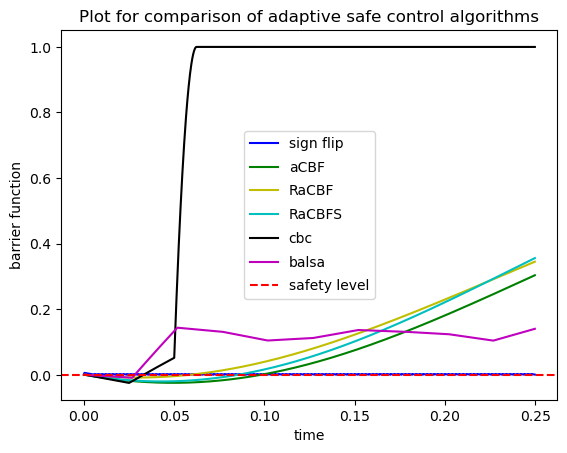 Plot for comparison of adaptive safe control algorithms
1.0
0.8
0.6
0.4
0.2
0.0
barrier function
sign flip
aCBF
RaCBF
RaCBFS
cbc
balsa
safety level
0.00 0.05 0.10 0.15 0.20 0.25
time